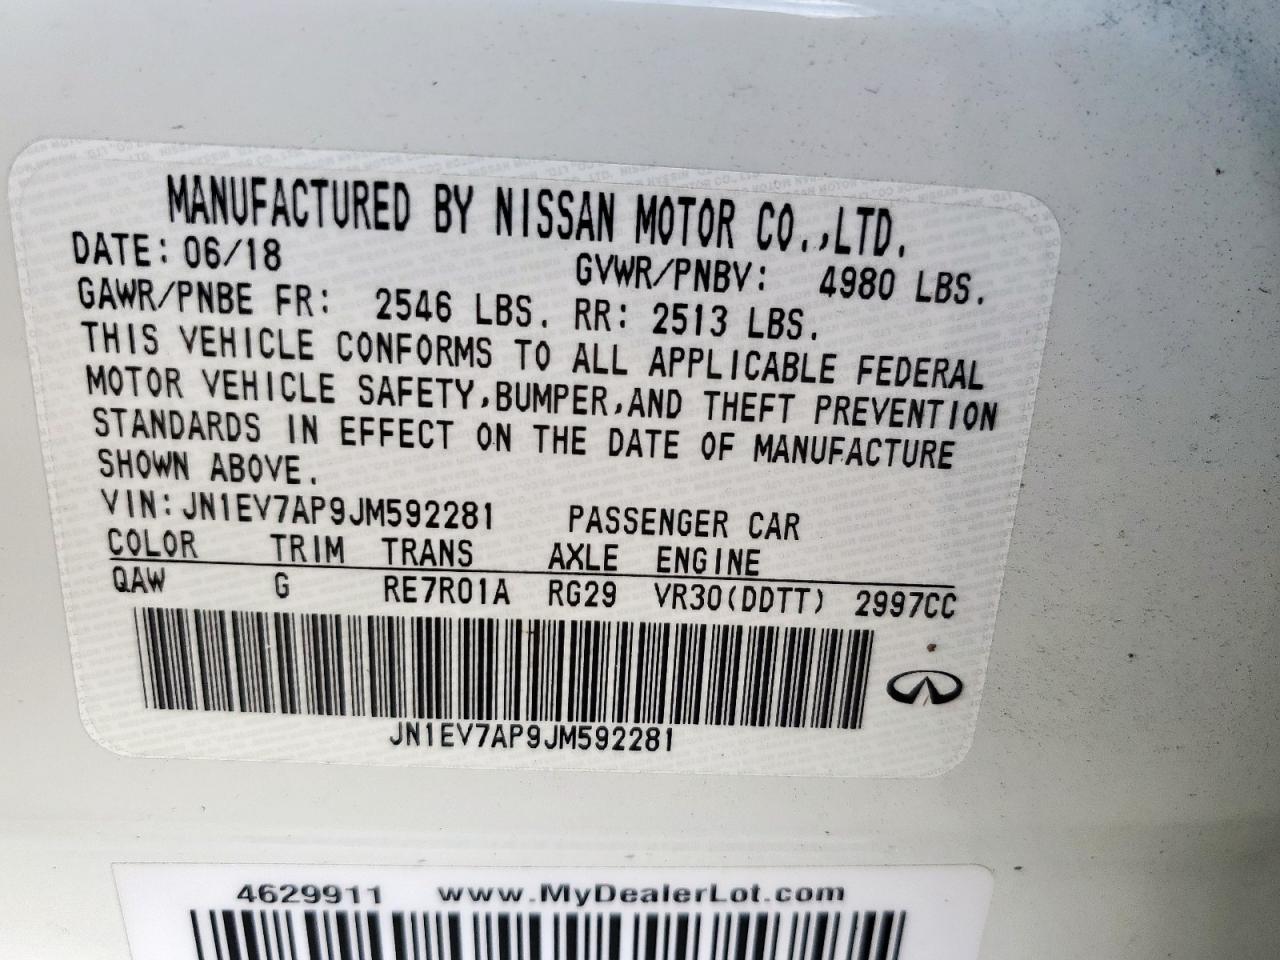 MANUFACTURED BY NISSAN MOTOR CO.,LTD.
DATE: 06/18 GVWR/PNBV: 4980 LBS.
GAWR/PNBE FR: 2546 LBS. RR: 2513 LBS.
THIS VEHICLE CONFORMS TO ALL APPLICABLE FEDERAL
MOTOR VEHICLE SAFETY,BUMPER,AND THEFT PREVENTION
STANDARDS IN EFFECT ON THE DATE OF MANUFACTURE
SHOWN ABOVE.
VIN:JN1EV7AP9JM592281 PASSENGER CAR
COLOR TRIM TRANS AXLE ENGINE
QAW G RE7R01A RG29 VR30(DDTT) 2997CC
JN1EV7AP9JM592281
4629911 www.MyDealerLot.com